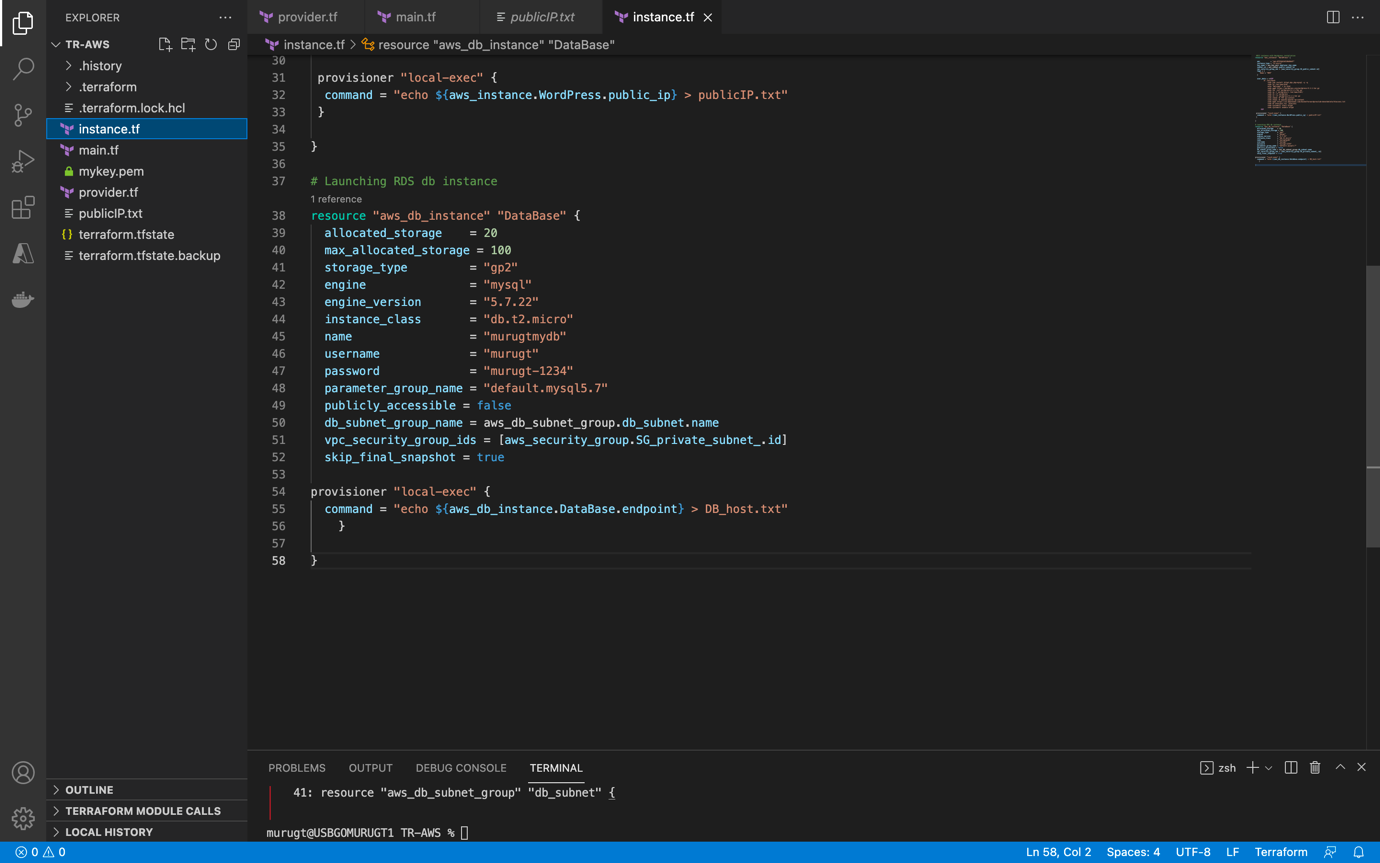 EXPLORER
TR-AWS
.history
.terraform
.terraform.lock.hcl
instance.tf
main.tf
mykey.pem
provider.tf
publicIP.txt
terraform.tfstate
terraform.tfstate.backup
OUTLINE
TERRAFORM MODULE CALLS
LOCAL HISTORY
provider.tf main.tf publicIP.txt instance.tf
instance.tf > resource "aws_db_instance" "DataBase"
30
31 provisioner "local-exec" {
32 command = "echo ${aws_instance.WordPress.public_ip} > publicIP.txt"
33 }
34
35 }
36
37 # Launching RDS db instance
1 reference
38 resource "aws_db_instance" "DataBase" {
39 allocated_storage = 20
40 max_allocated_storage = 100
41 storage_type = "gp2"
42 engine = "mysql"
43 engine_version = "5.7.22"
44 instance_class = "db.t2.micro"
45 name = "murugtmydb"
46 username = "murugt"
47 password = "murugt-1234"
48 parameter_group_name = "default.mysql5.7"
49 publicly_accessible = false
50 db_subnet_group_name = aws_db_subnet_group.db_subnet.name
51 vpc_security_group_ids = [aws_security_group.SG_private_subnet_.id]
52 skip_final_snapshot = true
53
54 provisioner "local-exec" {
55 command = "echo ${aws_db_instance.DataBase.endpoint} > DB_host.txt"
56 }
57
58 }
PROBLEMS OUTPUT DEBUG CONSOLE TERMINAL
zsh
41: resource "aws_db_subnet_group" "db_subnet" {
murugt@USBGOMURUGT1 TR-AWS %
0 0
Ln 58, Col 2 Spaces: 4 UTF-8 LF Terraform